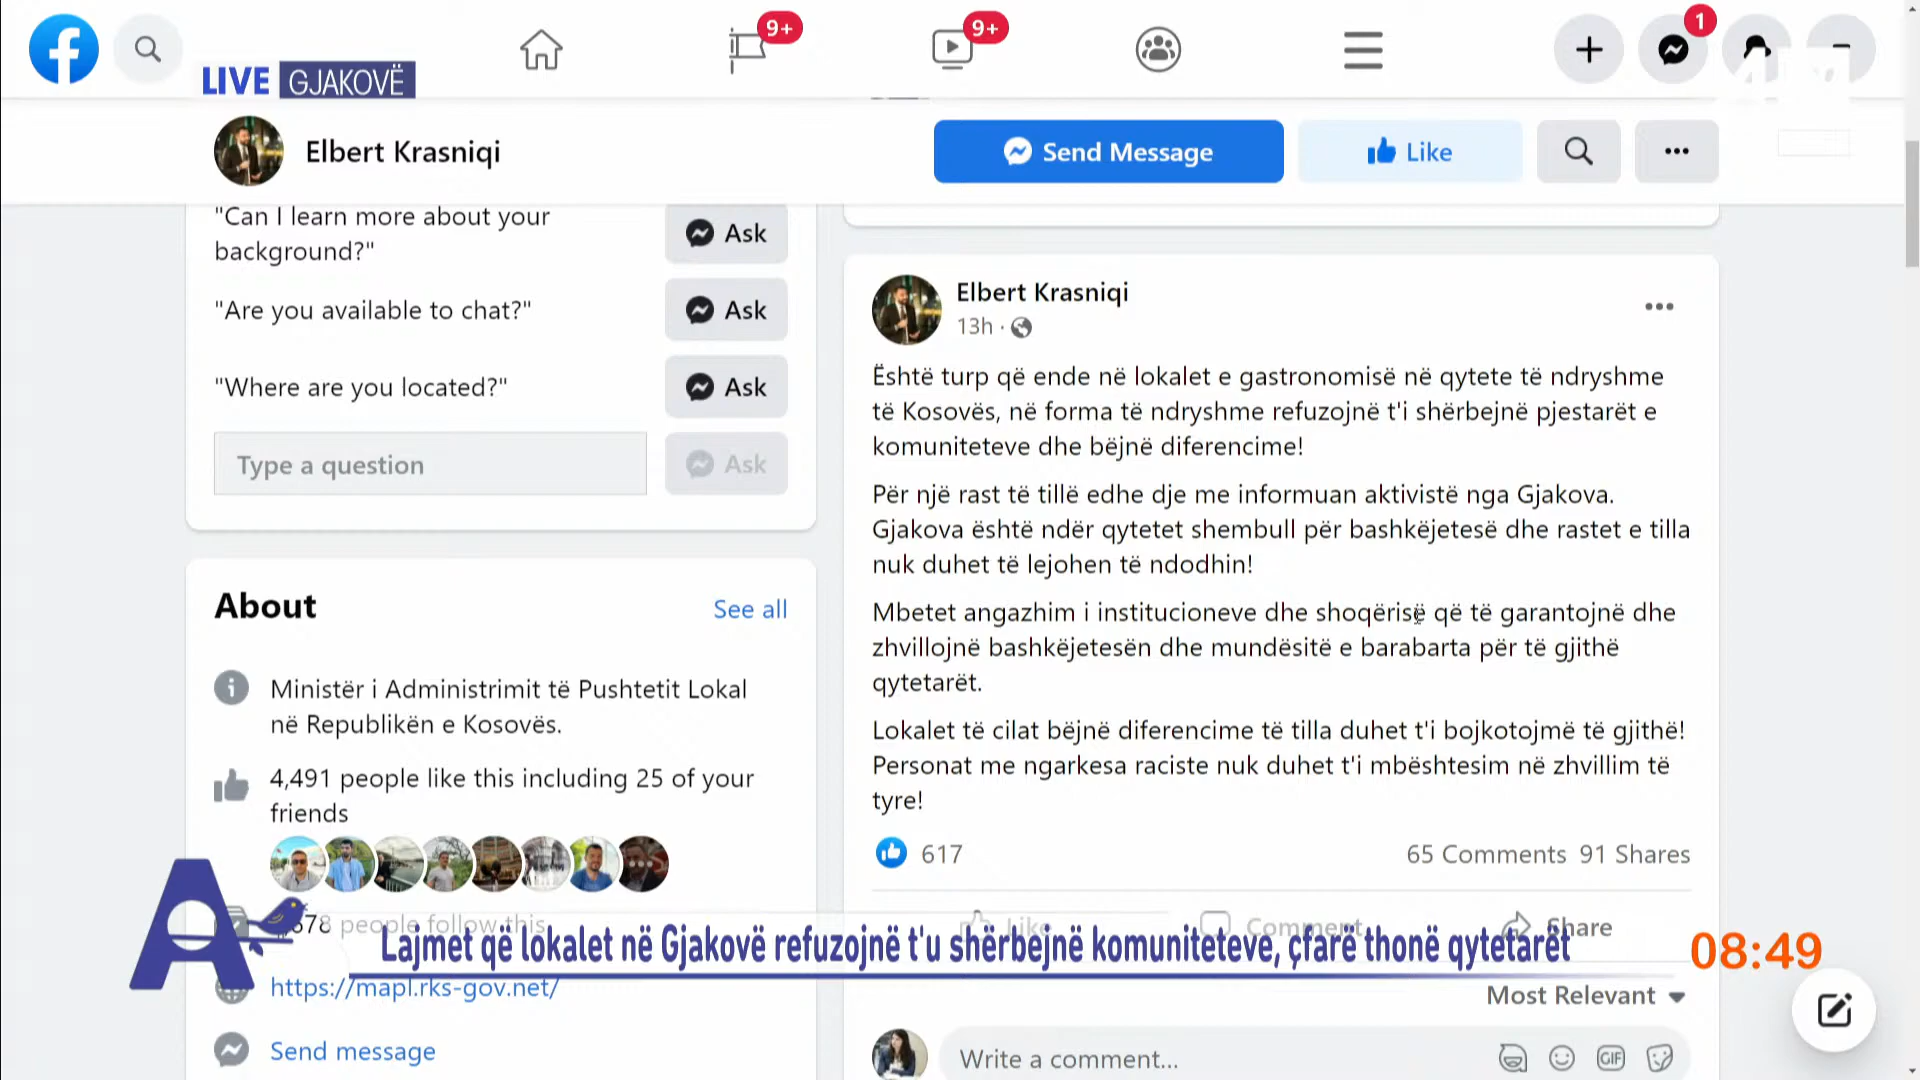 9+
9+
1
LIVE GJAKOVË
Elbert Krasniqi
Send Message
Like
"Can I learn more about your
background?"
Ask
"Are you available to chat?"
Ask
"Where are you located?"
Ask
Type a question
Ask
About
See all
Ministër i Administrimit të Pushtetit Lokal
në Republikën e Kosovës.
4,491 people like this including 25 of your
friends
people follow this
https://mapl.rks-gov.net/
Send message
Elbert Krasniqi
13h ·
Është turp që ende në lokalet e gastronomisë në qytete të ndryshme
të Kosovës, në forma të ndryshme refuzojnë t'i shërbejnë pjestarët e
komuniteteve dhe bëjnë diferencime!
Për një rast të tillë edhe dje me informuan aktivistë nga Gjakova.
Gjakova është ndër qytetet shembull për bashkëjetesë dhe rastet e tilla
nuk duhet të lejohen të ndodhin!
Mbetet angazhim i institucioneve dhe shoqërisë që të garantojnë dhe
zhvillojnë bashkëjetesën dhe mundësitë e barabarta për të gjithë
qytetarët.
Lokalet të cilat bëjnë diferencime të tilla duhet t'i bojkotojmë të gjithë!
Personat me ngarkesa raciste nuk duhet t'i mbështesim në zhvillim të
tyre!
617
65 Comments 91 Shares
Like
Comment
Share
Lajmet që lokalet në Gjakovë refuzojnë t'u shërbejnë komuniteteve, çfarë thonë qytetarët
08:49
Most Relevant
Write a comment...
GIF